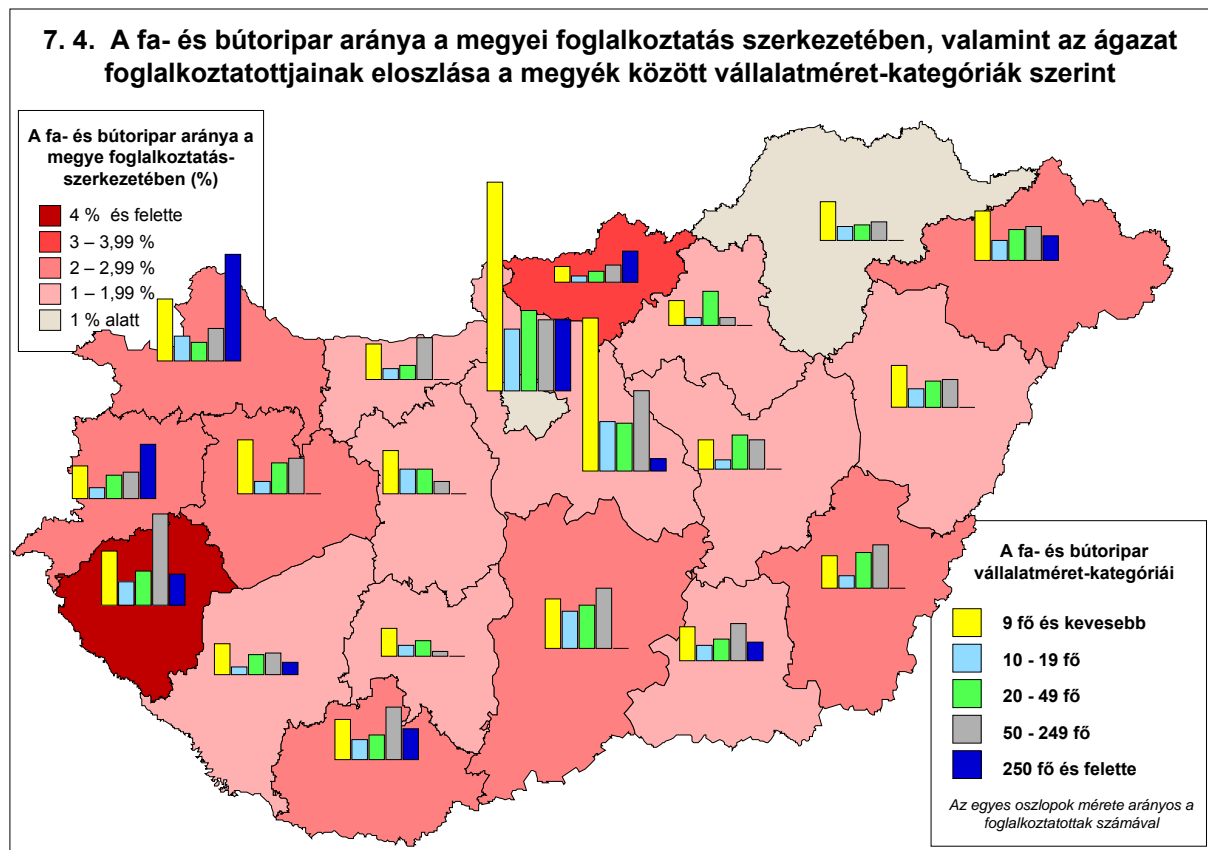 7. 4. A fa- és bútoripar aránya a megyei foglalkoztatás szerkezetében, valamint az ágazat
foglalkoztatottjainak eloszlása a megyék között vállalatméret-kategóriák szerint
A fa- és bútoripar aránya a
megye foglalkoztatás-
szerkezetében (%)
4 % és felette
3 – 3,99 %
2 – 2,99 %
1 – 1,99 %
1 % alatt
A fa- és bútoripar
vállalatméret-kategóriái
9 fő és kevesebb
10 - 19 fő
20 - 49 fő
50 - 249 fő
250 fő és felette
Az egyes oszlopok mérete arányos a
foglalkoztatottak számával